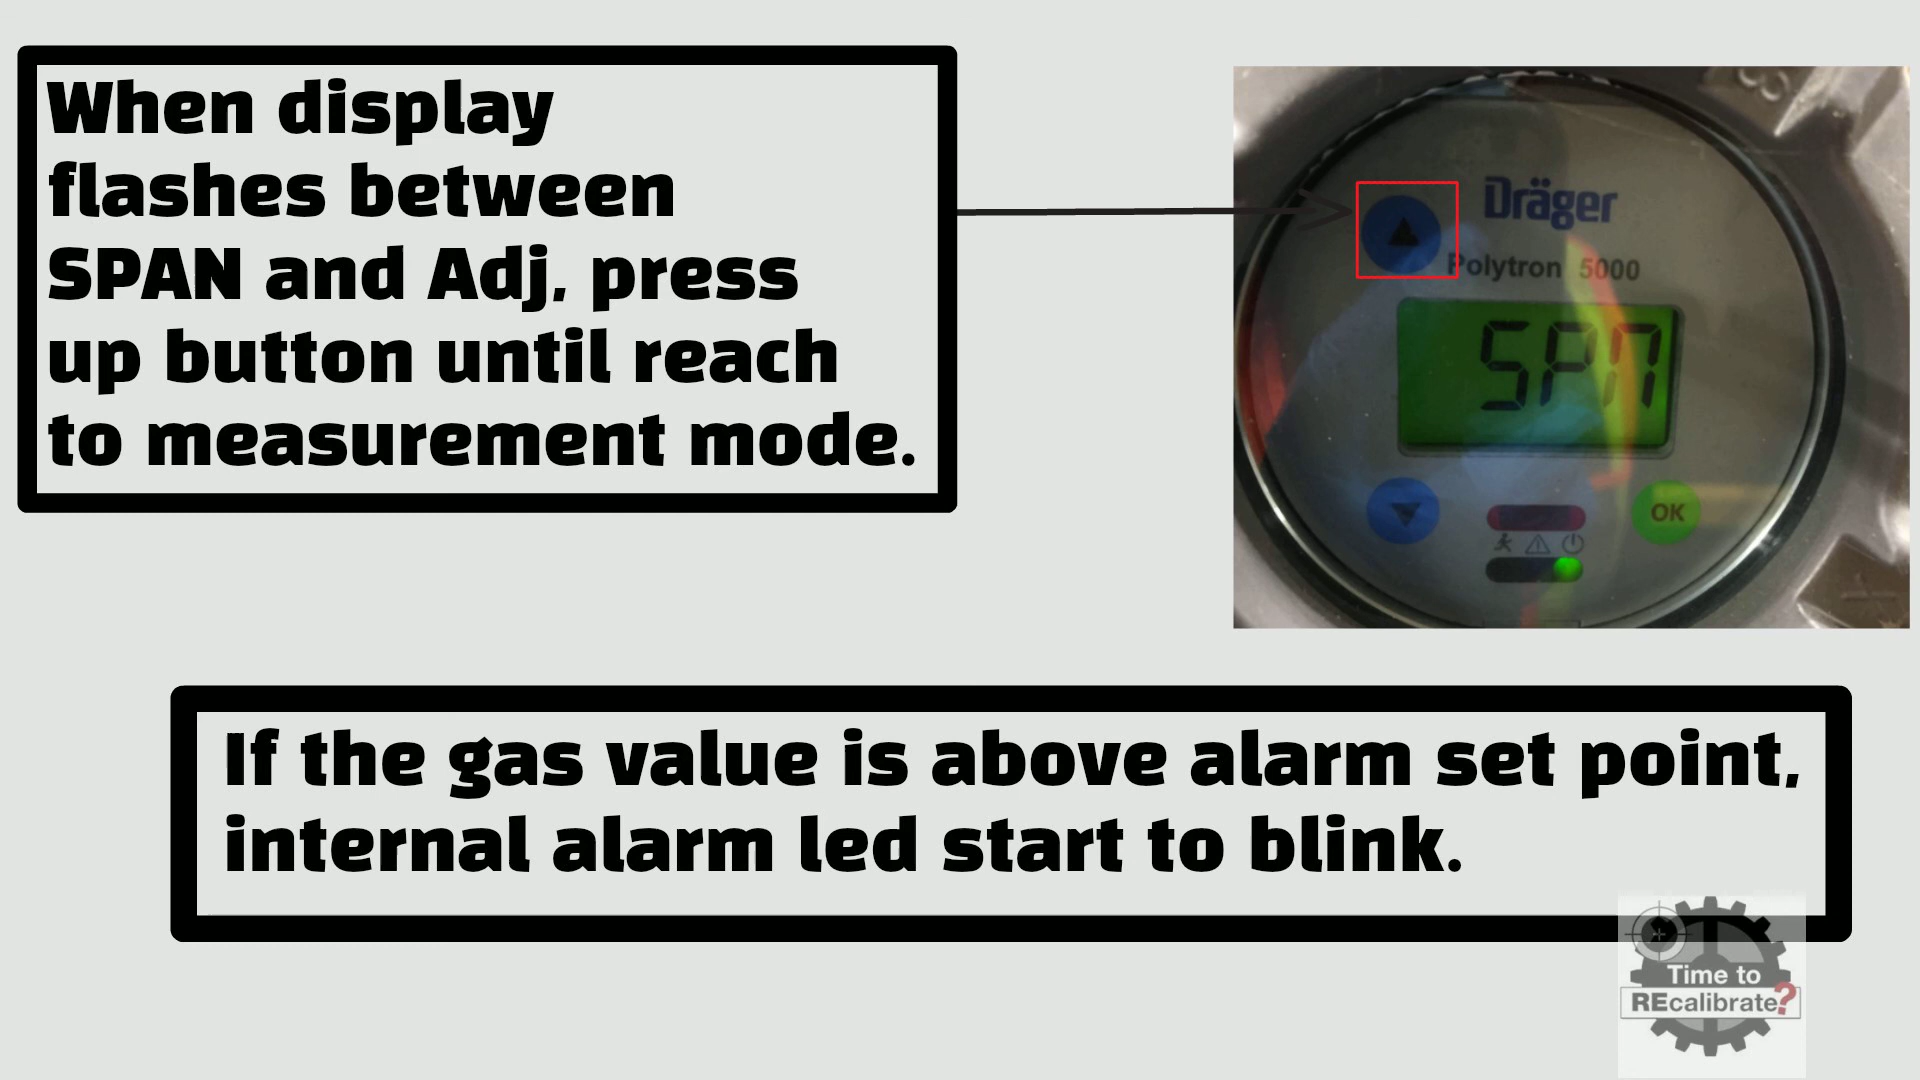 When display
flashes between
SPAN and Adj, press
up button until reach
to measurement mode.
Dräger
Polytron 5000
SPN
OK
If the gas value is above alarm set point,
internal alarm led start to blink.
Time to
REcalibrate?